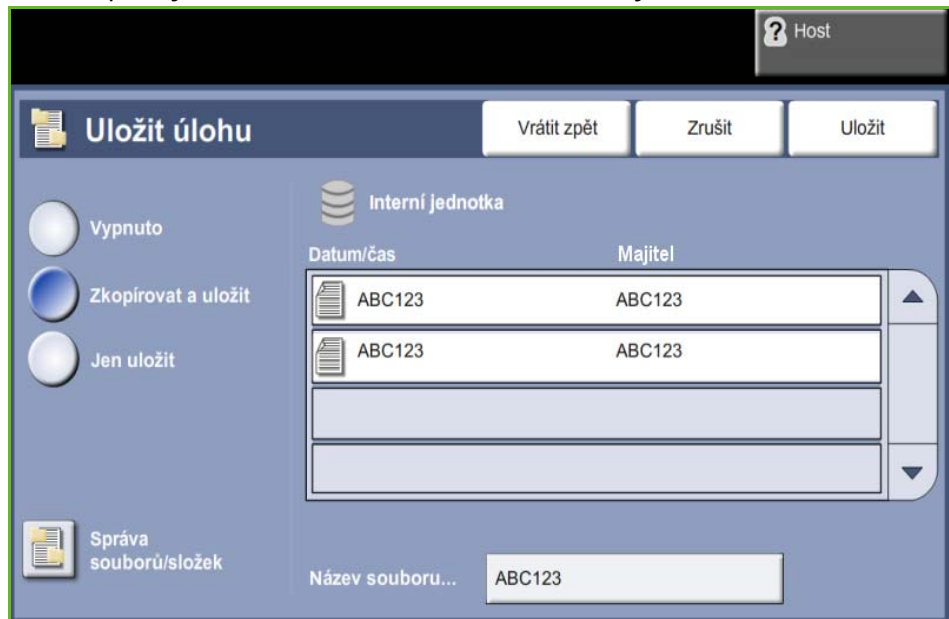 ? Host
Uložit úlohu
Vrátit zpět
Zrušit
Uložit
Vypnuto
Zkopírovat a uložit
Jen uložit
Správa
souborů/složek
Interní jednotka
Datum/čas Majitel
ABC123 ABC123
ABC123 ABC123
Název souboru... ABC123